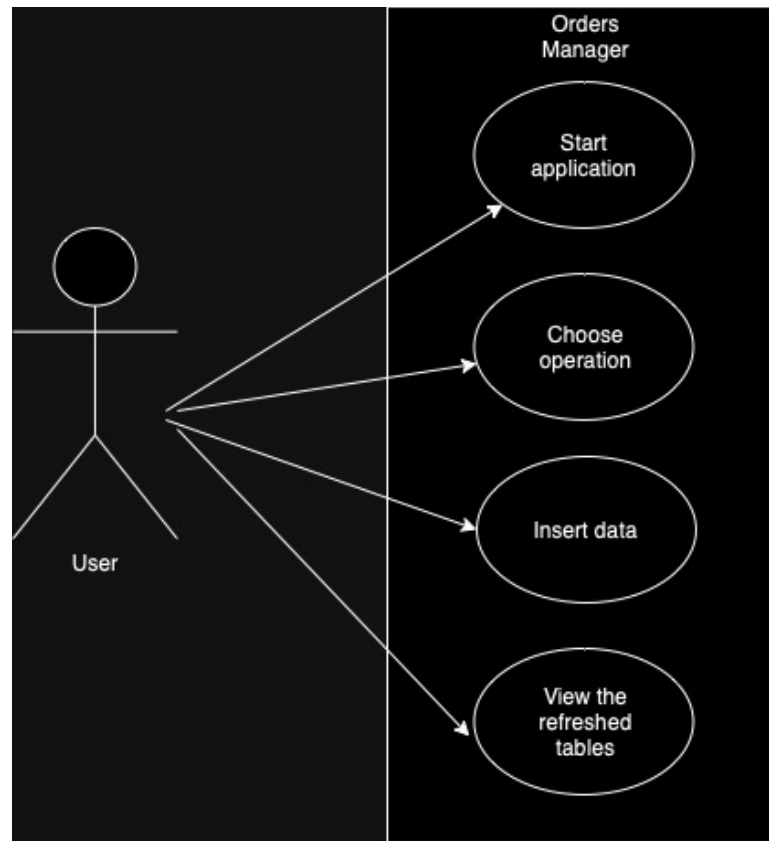 Orders
Manager
Start
application
Choose
operation
Insert data
User
View the
refreshed
tables